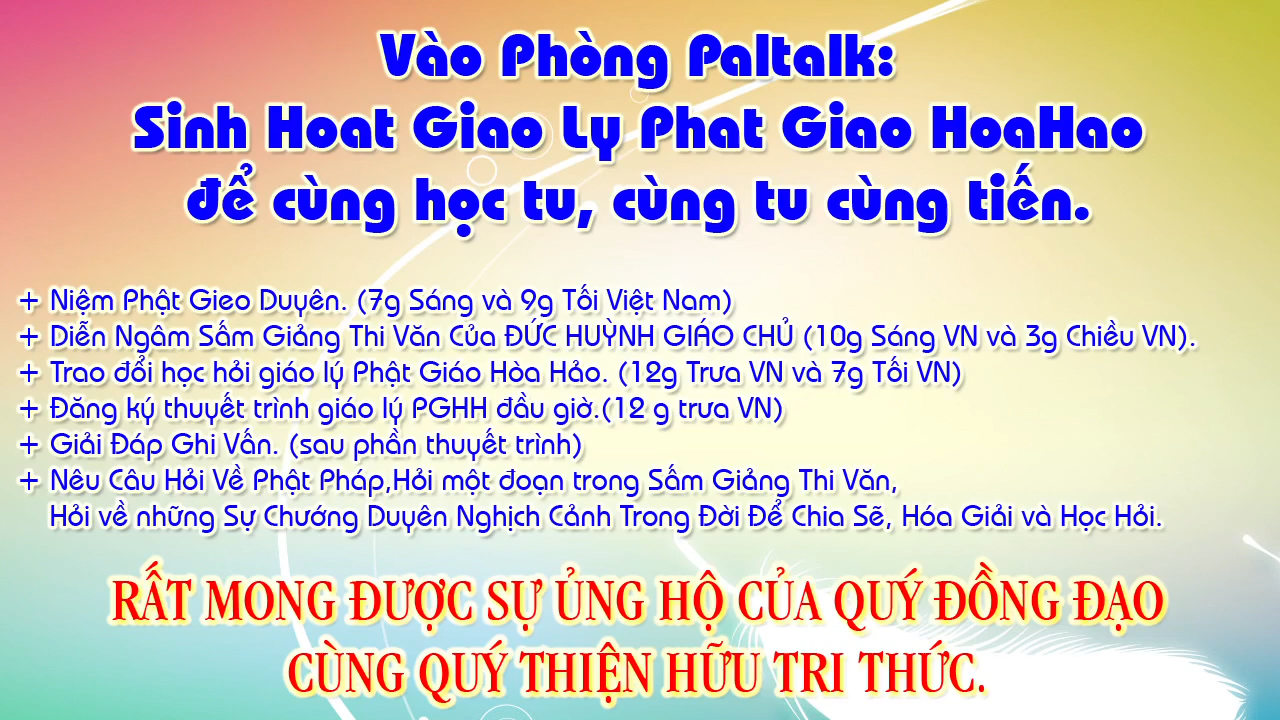 Vào Phòng Paltalk:
Sinh Hoat Giao Ly Phat Giao HoaHao
để cùng học tu, cùng tu cùng tiến.
+ Niệm Phật Gieo Duyên. (7g Sáng và 9g Tối Việt Nam)
+ Diễn Ngâm Sấm Giảng Thi Văn Của ĐỨC HUỲNH GIÁO CHỦ (10g Sáng VN và 3g Chiều VN).
+ Trao đổi học hỏi giáo lý Phật Giáo Hòa Hảo. (12g Trưa VN và 7g Tối VN)
+ Đăng ký thuyết trình giáo lý PGHH đầu giờ.(12 g trưa VN)
+ Giải Đáp Ghi Vấn. (sau phần thuyết trình)
+ Nêu Câu Hỏi Về Phật Pháp,Hỏi một đoạn trong Sấm Giảng Thi Văn,
Hỏi về những Sự Chướng Duyên Nghịch Cảnh Trong Đời Để Chia Sẽ, Hóa Giải và Học Hỏi.
RẤT MONG ĐƯỢC SỰ ỦNG HỘ CỦA QUÝ ĐỒNG ĐẠO
CÙNG QUÝ THIỆN HỮU TRI THỨC.